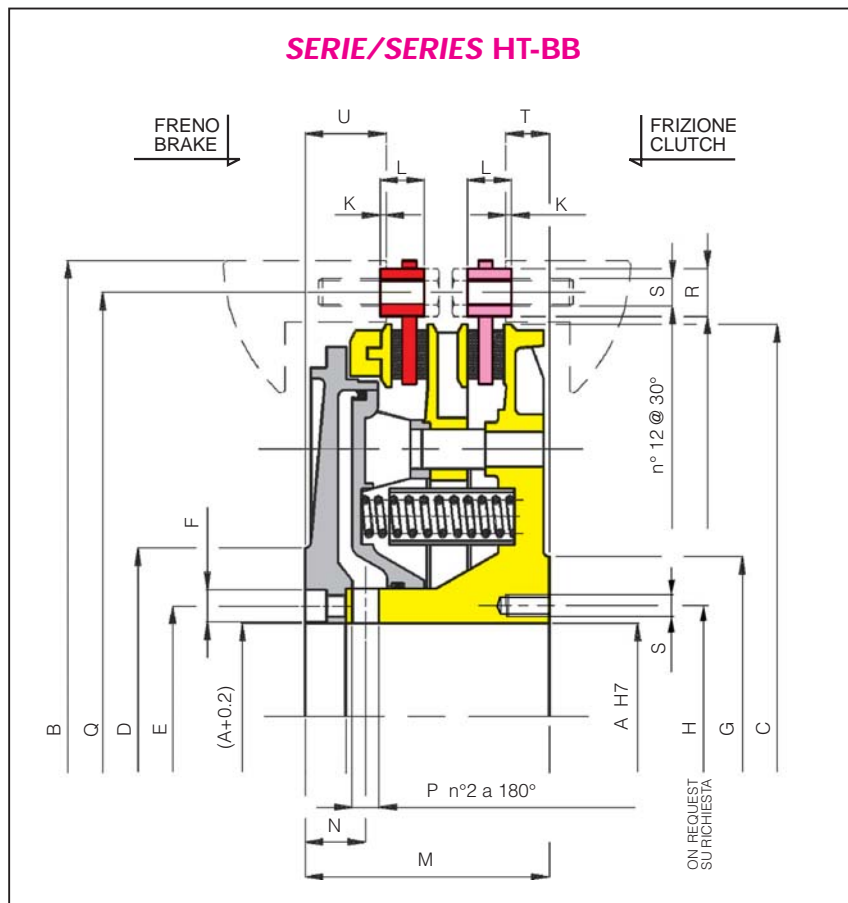 SERIE/SERIES HT-BB
FRENO
BRAKE
U
T
FRIZIONE
CLUTCH
L
L
K
K
S
R
n° 12 @ 30°
F
S
B
Q
D
E
(A+0.2)
A H7
H
G
C
P n°2 a 180°
ON REQUEST
SU RICHIESTA
N
M